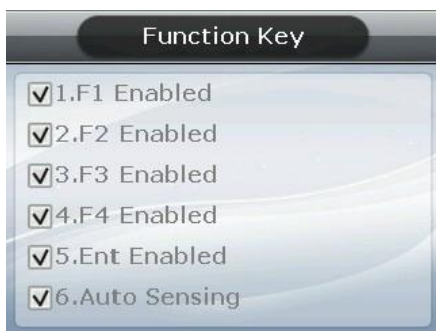 Function Key
1.F1 Enabled
2.F2 Enabled
3.F3 Enabled
4.F4 Enabled
5.Ent Enabled
6.Auto Sensing